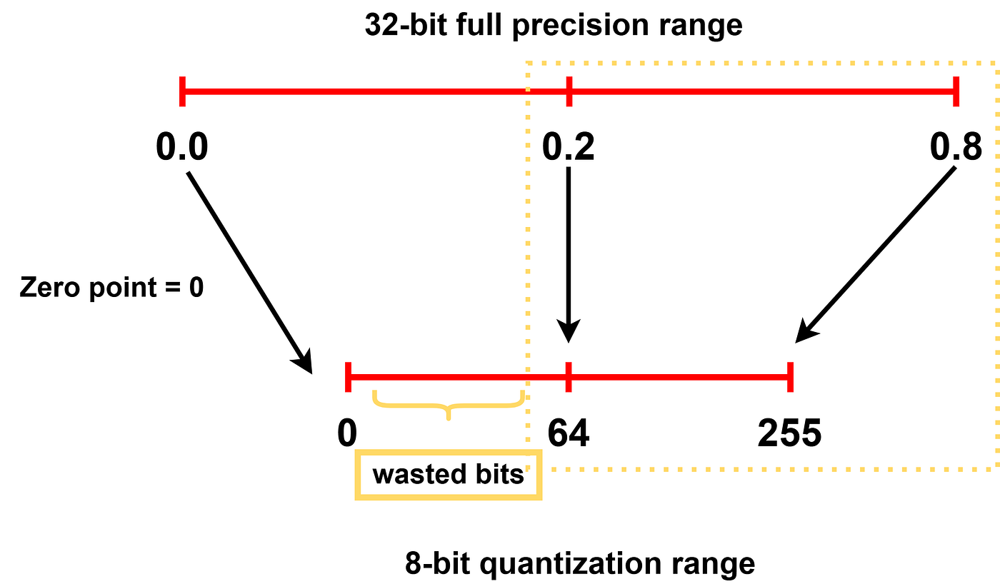 32-bit full precision range
0.0 0.2 0.8
Zero point = 0
0 64 255
wasted bits
8-bit quantization range